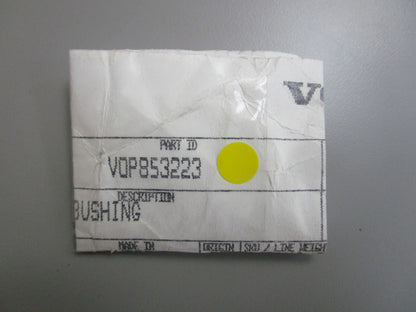 PART ID
VOP853223
DESCRIPTION
BUSHING
MADE IN ORIGIN SKU / LINE WEIGH